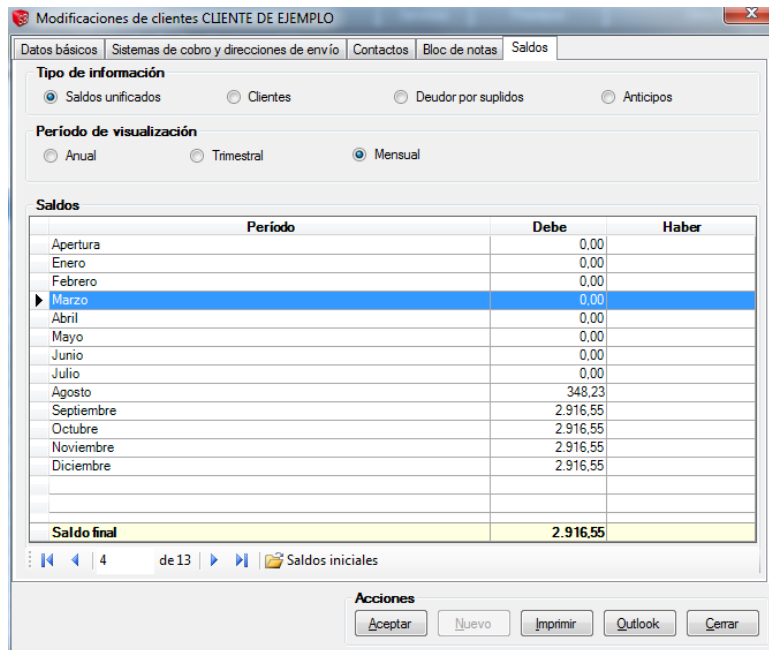 Modificaciones de clientes CLIENTE DE EJEMPLO
Datos básicos Sistemas de cobro y direcciones de envío Contactos Bloc de notas Saldos
Tipo de información
Saldos unificados Clientes Deudor por suplidos Anticipos
Período de visualización
Anual Trimestral Mensual
Saldos
Período Debe Haber
Apertura 0,00
Enero 0,00
Febrero 0,00
Marzo 0,00
Abril 0,00
Mayo 0,00
Junio 0,00
Julio 0,00
Agosto 348,23
Septiembre 2.916,55
Octubre 2.916,55
Noviembre 2.916,55
Diciembre 2.916,55
Saldo final 2.916,55
4 de 13 Saldos iniciales
Acciones
Aceptar Nuevo Imprimir Outlook Cerrar